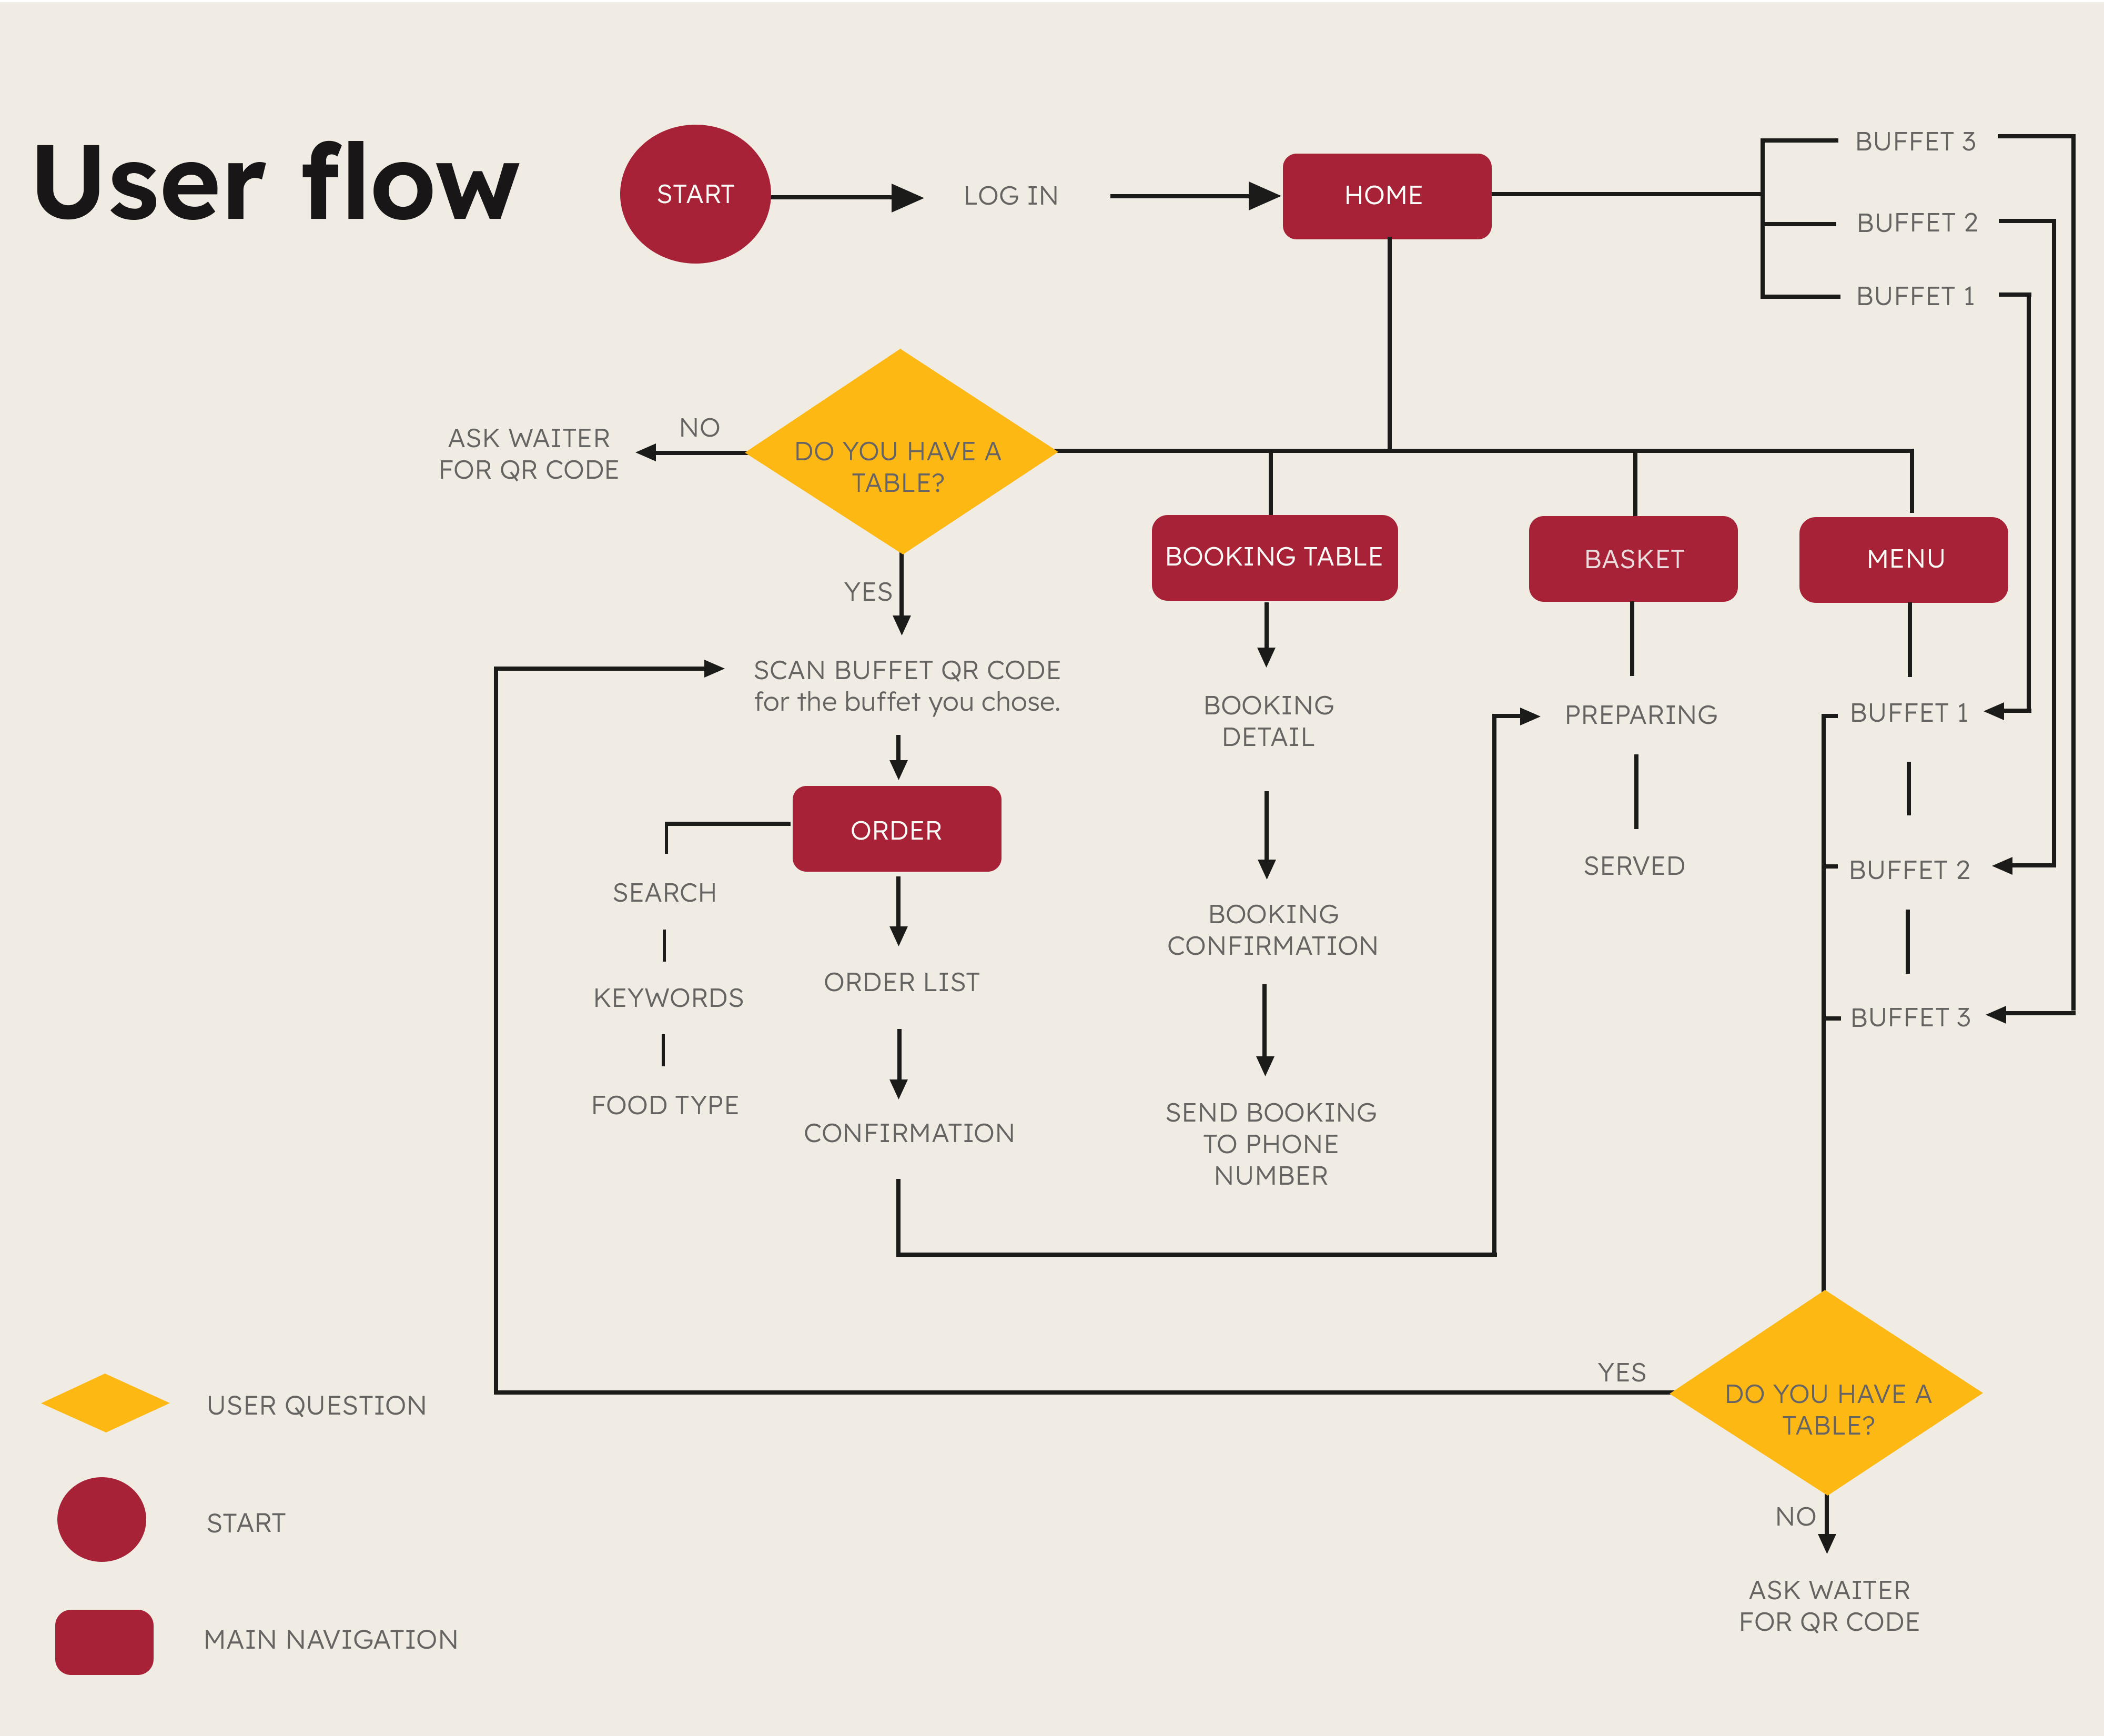 User flow
START
LOG IN
HOME
BUFFET 3
BUFFET 2
BUFFET 1
ASK WAITER
FOR QR CODE
NO
DO YOU HAVE A
TABLE?
YES
BOOKING TABLE
BASKET
MENU
SCAN BUFFET QR CODE
for the buffet you chose.
ORDER
SEARCH
KEYWORDS
FOOD TYPE
ORDER LIST
CONFIRMATION
BOOKING
DETAIL
BOOKING
CONFIRMATION
SEND BOOKING
TO PHONE
NUMBER
PREPARING
SERVED
BUFFET 1
BUFFET 2
BUFFET 3
YES
DO YOU HAVE A
TABLE?
NO
ASK WAITER
FOR QR CODE
USER QUESTION
START
MAIN NAVIGATION